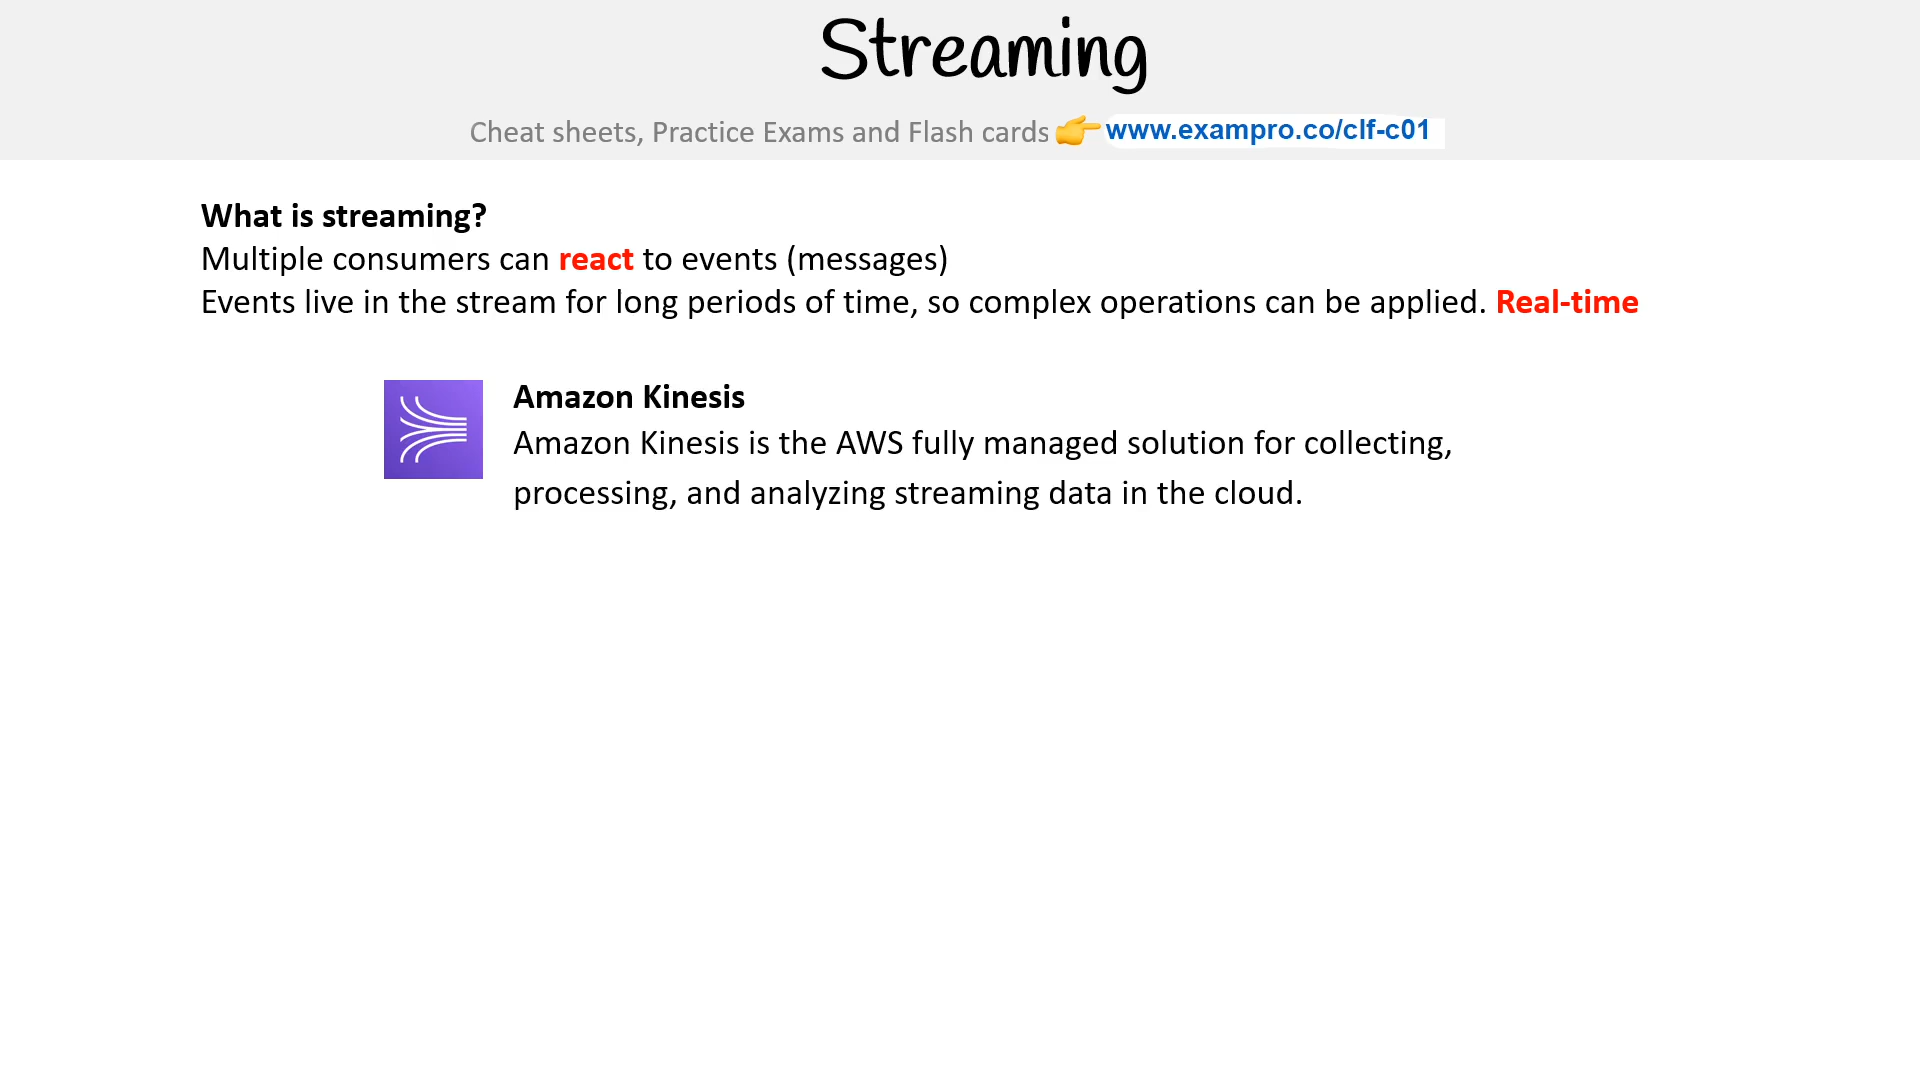 Streaming
Cheat sheets, Practice Exams and Flash cards 👉 www.exampro.co/clf-c01
What is streaming?
Multiple consumers can react to events (messages)
Events live in the stream for long periods of time, so complex operations can be applied. Real-time
Amazon Kinesis
Amazon Kinesis is the AWS fully managed solution for collecting,
processing, and analyzing streaming data in the cloud.